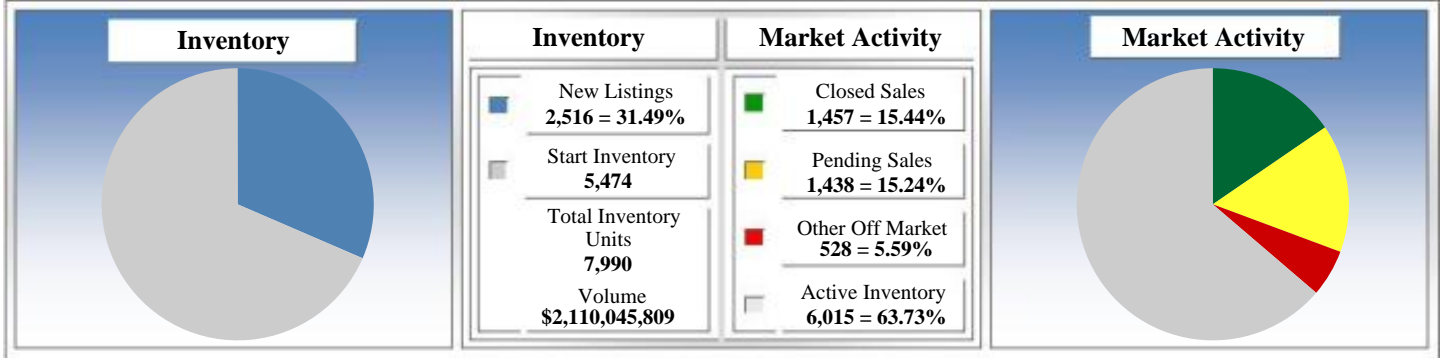 Inventory
Inventory
New Listings
2,516 = 31.49%
Start Inventory
5,474
Total Inventory
Units
7,990
Volume
$2,110,045,809
Market Activity
Closed Sales
1,457 = 15.44%
Pending Sales
1,438 = 15.24%
Other Off Market
528 = 5.59%
Active Inventory
6,015 = 63.73%
Market Activity